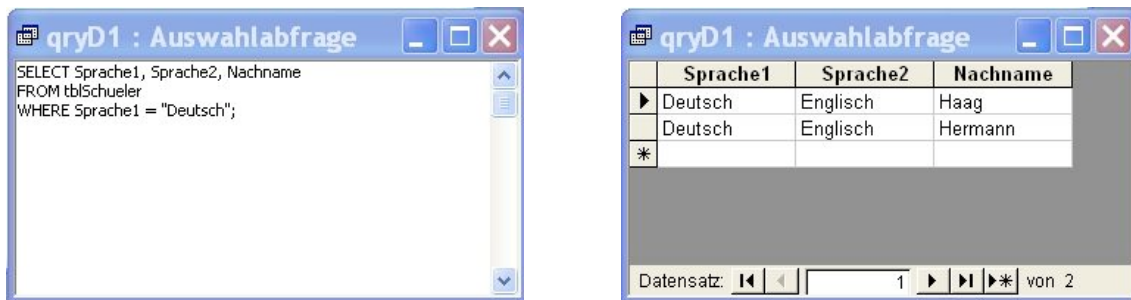 qryD1 : Auswahlabfrage
SELECT Sprache1, Sprache2, Nachname
FROM tblSchueler
WHERE Sprache1 = "Deutsch";
qryD1 : Auswahlabfrage
Sprache1 Sprache2 Nachname
Deutsch Englisch Haag
Deutsch Englisch Hermann
Datensatz: 1 von 2